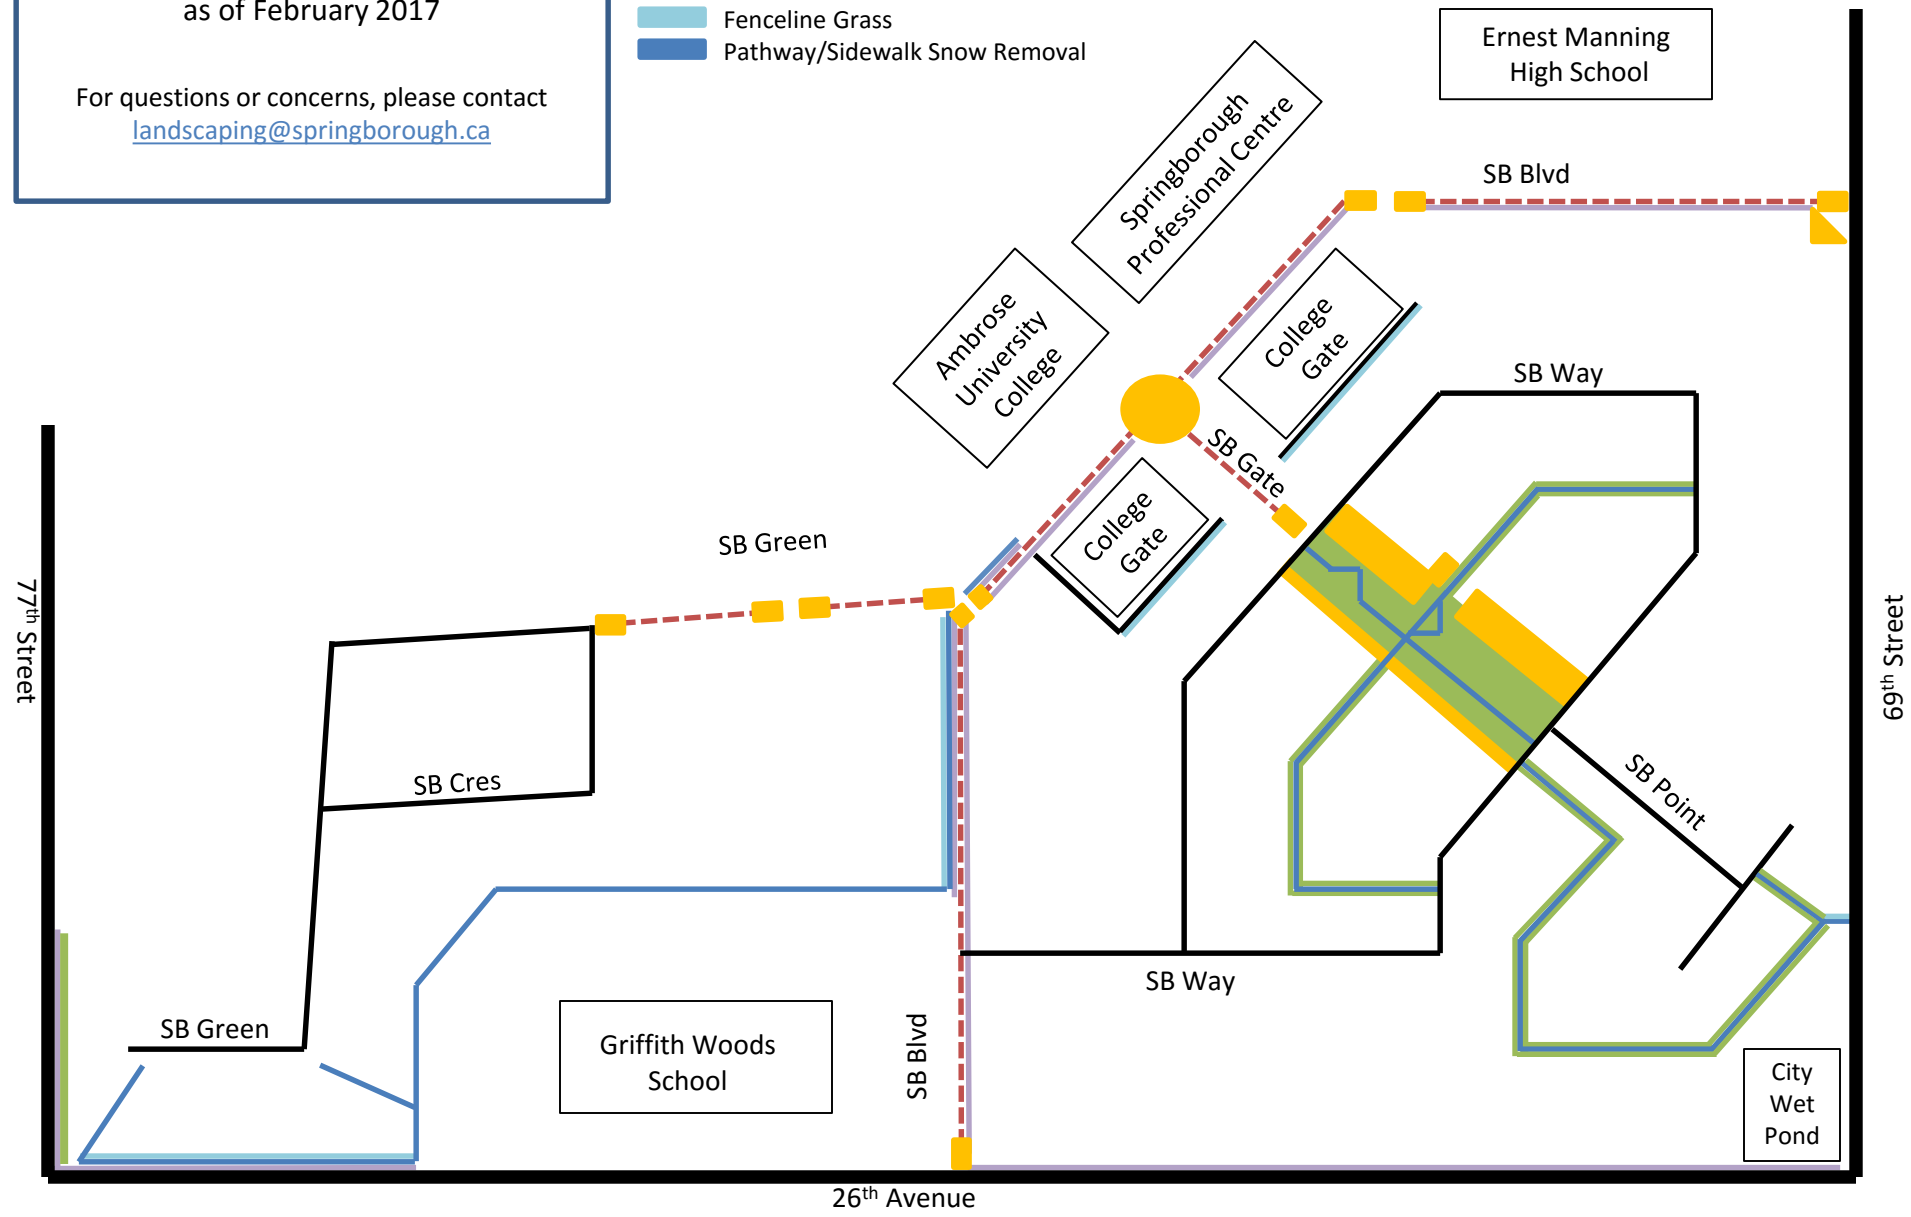 as of February 2017
For questions or concerns, please contact
landscaping@springborough.ca
Fenceline Grass
Pathway/Sidewalk Snow Removal
Ernest Manning
High School
Springborough
Professional Centre
SB Blvd
Ambrose
University
College
College
Gate
SB Way
SB Gate
College
Gate
SB Green
77th Street
69th Street
SB Cres
SB Point
SB Way
SB Green
Griffith Woods
School
SB Blvd
City
Wet
Pond
26th Avenue